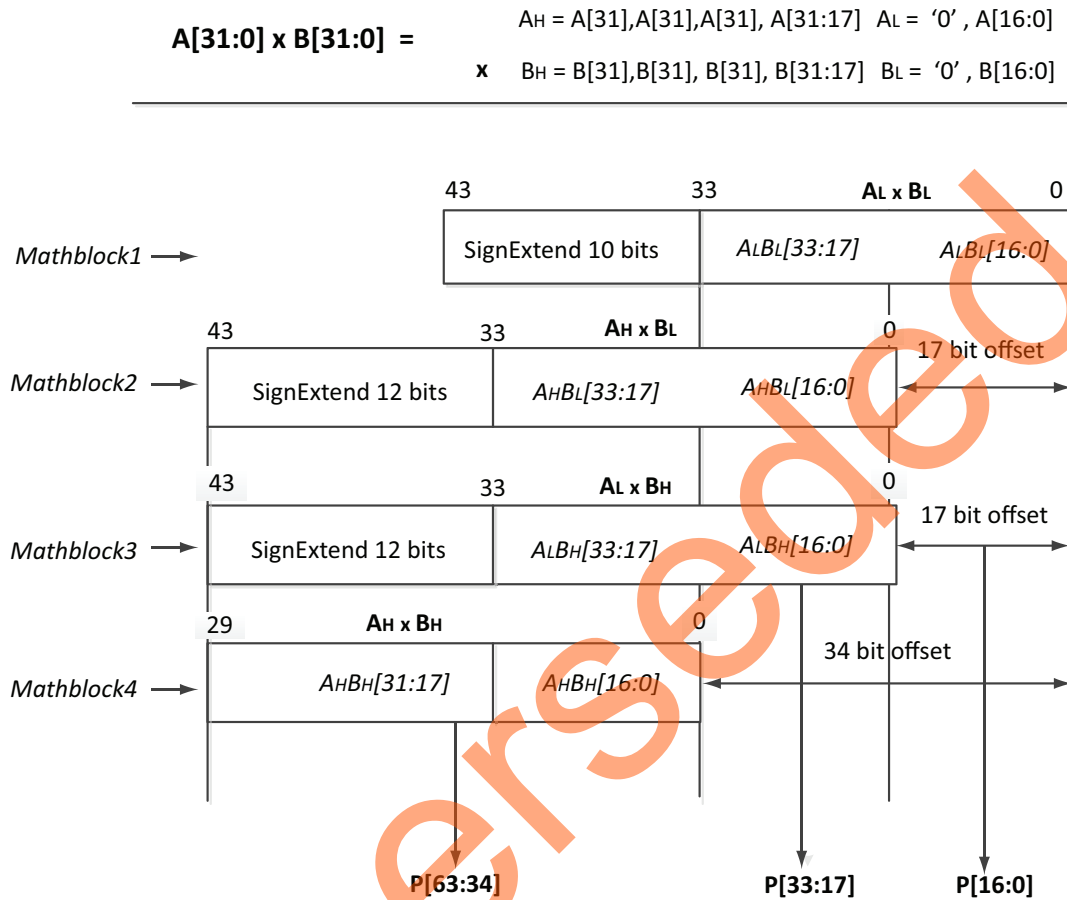 A[31:0] x B[31:0] =
AH = A[31],A[31],A[31], A[31:17] AL = ‘0’ , A[16:0]
x BH = B[31],B[31], B[31], B[31:17] BL = ‘0’ , B[16:0]
43 33 AL x BL 0
Mathblock1
SignExtend 10 bits
ALBL[33:17]
ALBL[16:0]
43 33 AH x BL 0
17 bit offset
Mathblock2
SignExtend 12 bits
AHBL[33:17]
AHBL[16:0]
43 33 AL x BH 0
17 bit offset
Mathblock3
SignExtend 12 bits
ALBH[33:17]
ALBH[16:0]
29 AH x BH 0
34 bit offset
Mathblock4
AHBH[31:17]
AHBH[16:0]
P[63:34] P[33:17] P[16:0]
erseded